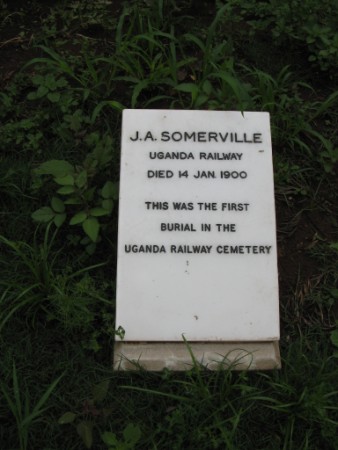 J.A. SOMERVILLE
UGANDA RAILWAY
DIED 14 JAN. 1900
THIS WAS THE FIRST
BURIAL IN THE
UGANDA RAILWAY CEMETERY